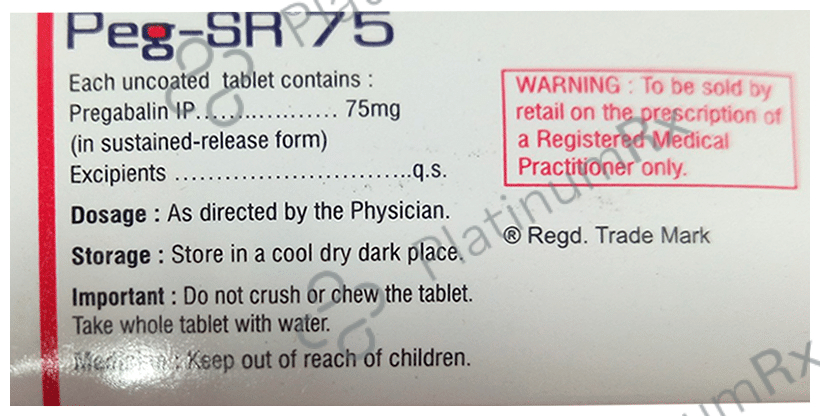 Peg-SR 75
Each uncoated tablet contains :
Pregabalin IP................. 75mg
(in sustained-release form)
Excipients .............................q.s.
Dosage : As directed by the Physician.
Storage : Store in a cool dry dark place.
Important : Do not crush or chew the tablet.
Take whole tablet with water.
: Keep out of reach of children.
WARNING : To be sold by
retail on the prescription of
a Registered Medical
Practitioner only.
® Regd. Trade Mark
PlatinumRx
PlatinumRx